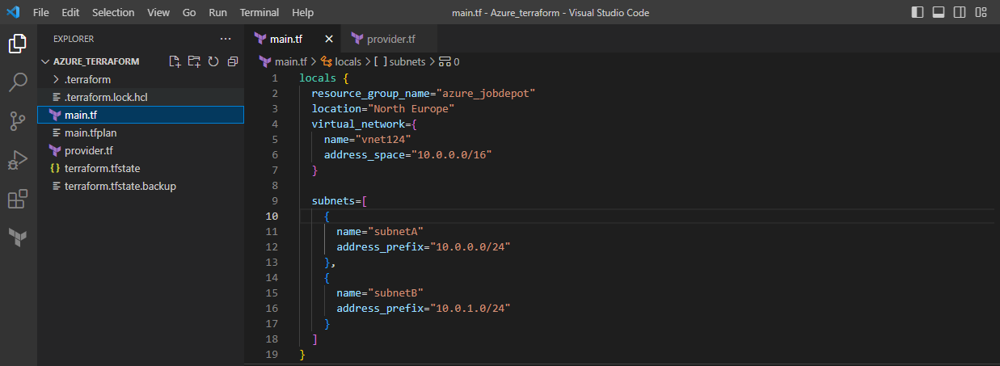 File Edit Selection View Go Run Terminal Help main.tf - Azure_terraform - Visual Studio Code
EXPLORER ···
AZURE_TERRAFORM
.terraform
.terraform.lock.hcl
main.tf
main.tfplan
provider.tf
terraform.tfstate
terraform.tfstate.backup
main.tf provider.tf
main.tf > locals > [ ] subnets > 0
1 locals {
2   resource_group_name="azure_jobdepot"
3   location="North Europe"
4   virtual_network={
5     name="vnet124"
6     address_space="10.0.0.0/16"
7   }
8
9   subnets=[
10     {
11       name="subnetA"
12       address_prefix="10.0.0.0/24"
13     },
14     {
15       name="subnetB"
16       address_prefix="10.0.1.0/24"
17     }
18   ]
19 }